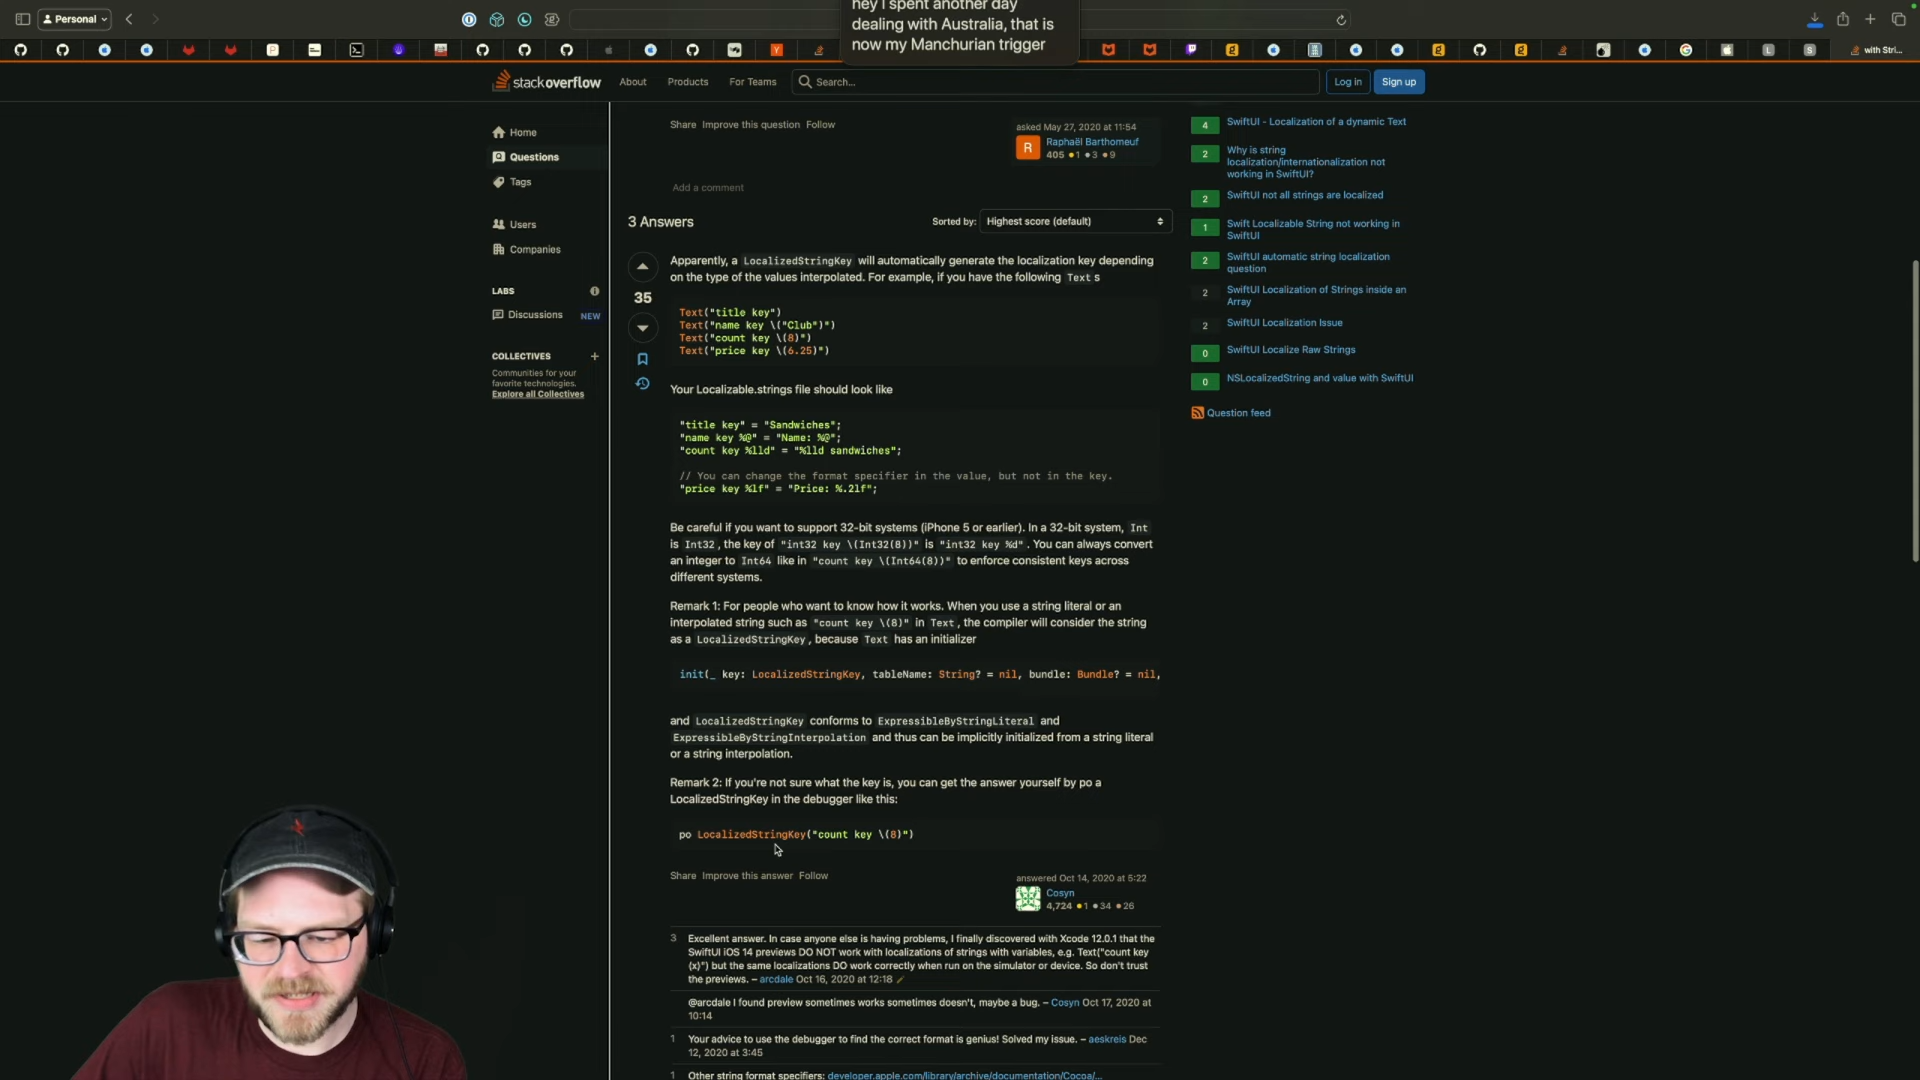 hey I spent another day
dealing with Australia, that is
now my Manchurian trigger
Personal
with Stri...
stackoverflow
About
Products
For Teams
Search...
Log in
Sign up
Home
Questions
Tags
Users
Companies
LABS
Discussions
NEW
COLLECTIVES
Communities for your
favorite technologies.
Explore all Collectives
Share Improve this question Follow
asked May 27, 2020 at 11:54
R
Raphaël Barthomeuf
405 1 3 9
Add a comment
3 Answers
Sorted by:
Highest score (default)
35
Apparently, a LocalizedStringKey will automatically generate the localization key depending
on the type of the values interpolated. For example, if you have the following Text s
Text("title key")
Text("name key \("Club")")
Text("count key \(8)")
Text("price key \(6.25)")
Your Localizable.strings file should look like
"title key" = "Sandwiches";
"name key %@" = "Name: %@";
"count key %lld" = "%lld sandwiches";
// You can change the format specifier in the value, but not in the key.
"price key %lf" = "Price: %.2lf";
Be careful if you want to support 32-bit systems (iPhone 5 or earlier). In a 32-bit system, Int
is Int32, the key of "int32 key \(Int32(8))" is "int32 key %d". You can always convert
an integer to Int64 like in "count key \(Int64(8))" to enforce consistent keys across
different systems.
Remark 1: For people who want to know how it works. When you use a string literal or an
interpolated string such as "count key \(8)" in Text, the compiler will consider the string
as a LocalizedStringKey, because Text has an initializer
init(_ key: LocalizedStringKey, tableName: String? = nil, bundle: Bundle? = nil,
and LocalizedStringKey conforms to ExpressibleByStringLiteral and
ExpressibleByStringInterpolation and thus can be implicitly initialized from a string literal
or a string interpolation.
Remark 2: If you're not sure what the key is, you can get the answer yourself by po a
LocalizedStringKey in the debugger like this:
po LocalizedStringKey("count key \(8)")
Share Improve this answer Follow
answered Oct 14, 2020 at 5:22
Cosyn
4,724 1 34 26
3 Excellent answer. In case anyone else is having problems, I finally discovered with Xcode 12.0.1 that the
SwiftUI iOS 14 previews DO NOT work with localizations of strings with variables, e.g. Text("count key
(x)") but the same localizations DO work correctly when run on the simulator or device. So don't trust
the previews. – arcdale Oct 16, 2020 at 12:18
@arcdale I found preview sometimes works sometimes doesn't, maybe a bug. – Cosyn Oct 17, 2020 at
10:14
1 Your advice to use the debugger to find the correct format is genius! Solved my issue. – aeskreis Dec
12, 2020 at 3:45
1 Other string format specifiers: developer.apple.com/library/archive/documentation/Cocoa/...
4 SwiftUI - Localization of a dynamic Text
2 Why is string
localization/internationalization not
working in SwiftUI?
2 SwiftUI not all strings are localized
1 Swift Localizable String not working in
SwiftUI
2 SwiftUI automatic string localization
question
2 SwiftUI Localization of Strings inside an
Array
2 SwiftUI Localization Issue
0 SwiftUI Localize Raw Strings
0 NSLocalizedString and value with SwiftUI
Question feed